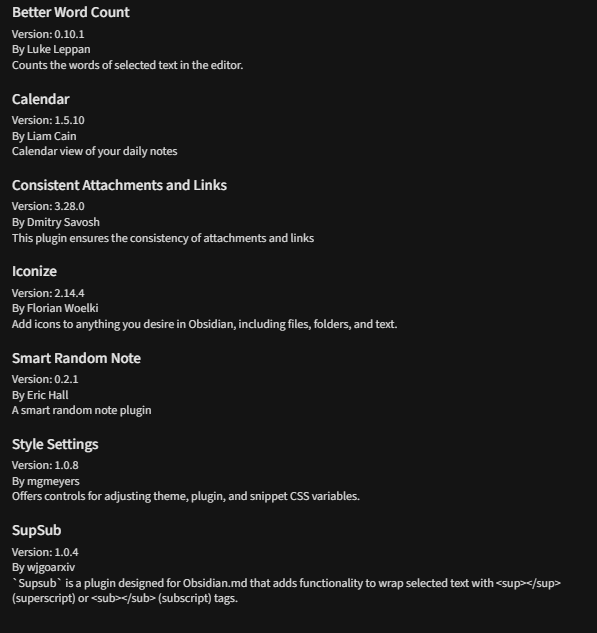 Better Word Count
Version: 0.10.1
By Luke Leppan
Counts the words of selected text in the editor.
Calendar
Version: 1.5.10
By Liam Cain
Calendar view of your daily notes
Consistent Attachments and Links
Version: 3.28.0
By Dmitry Savosh
This plugin ensures the consistency of attachments and links
Iconize
Version: 2.14.4
By Florian Woelki
Add icons to anything you desire in Obsidian, including files, folders, and text.
Smart Random Note
Version: 0.2.1
By Eric Hall
A smart random note plugin
Style Settings
Version: 1.0.8
By mgmeyers
Offers controls for adjusting theme, plugin, and snippet CSS variables.
SupSub
Version: 1.0.4
By wjgoarxiv
`Supsub` is a plugin designed for Obsidian.md that adds functionality to wrap selected text with <sup></sup>
(superscript) or <sub></sub> (subscript) tags.